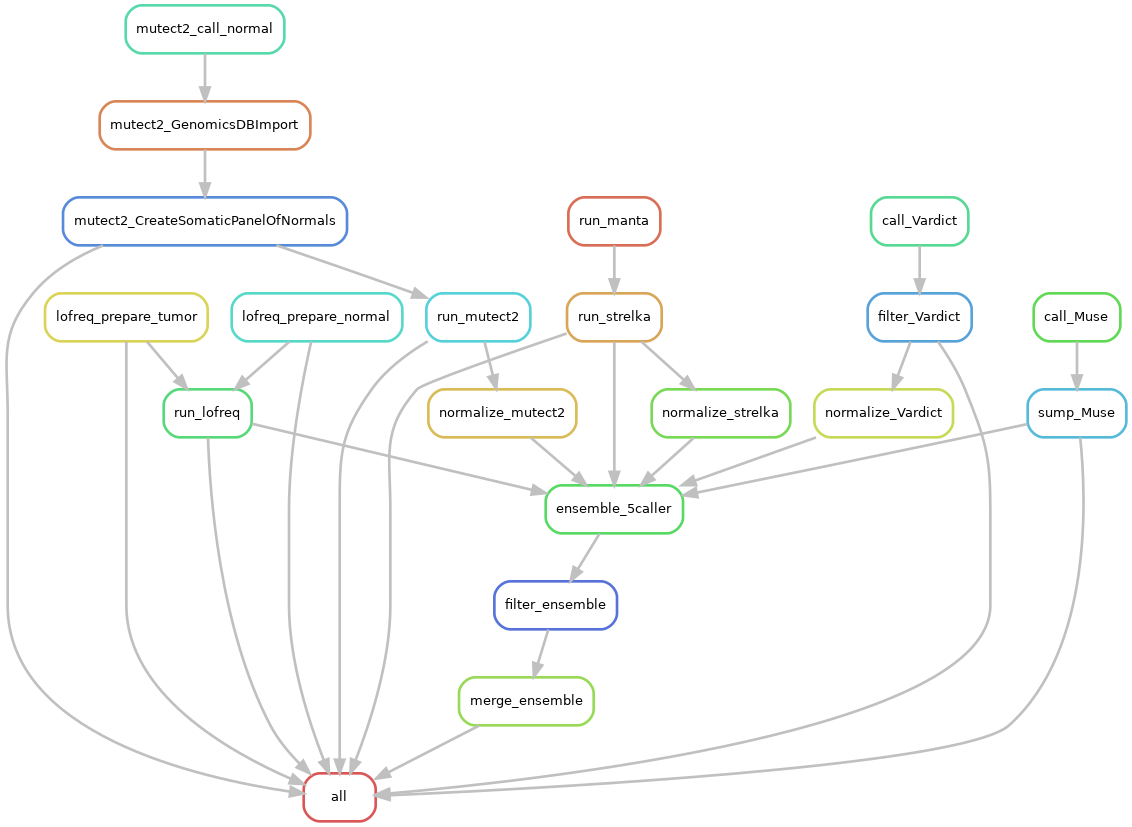 mutect2_call_normal
mutect2_GenomicsDBImport
mutect2_CreateSomaticPanelOfNormals
run_manta
call_Vardict
lofreq_prepare_tumor
lofreq_prepare_normal
run_mutect2
run_strelka
filter_Vardict
call_Muse
run_lofreq
normalize_mutect2
normalize_strelka
normalize_Vardict
sump_Muse
ensemble_5caller
filter_ensemble
merge_ensemble
all